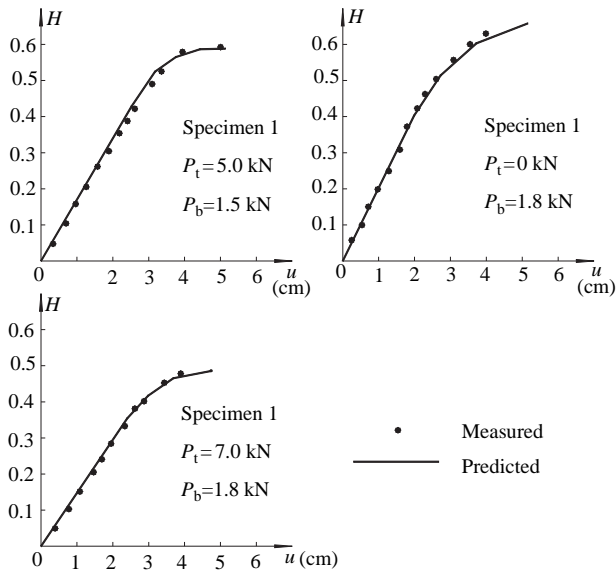 H
0.6
0.5
0.4
0.3
0.2
0.1
0 1 2 3 4 5 6 u
(cm)
Specimen 1
Pt=5.0 kN
Pb=1.5 kN
H
0.6
0.5
0.4
0.3
0.2
0.1
0 1 2 3 4 5 6 u
(cm)
Specimen 1
Pt=0 kN
Pb=1.8 kN
H
0.6
0.5
0.4
0.3
0.2
0.1
0 1 2 3 4 5 6 u (cm)
Specimen 1
Pt=7.0 kN
Pb=1.8 kN
Measured
Predicted